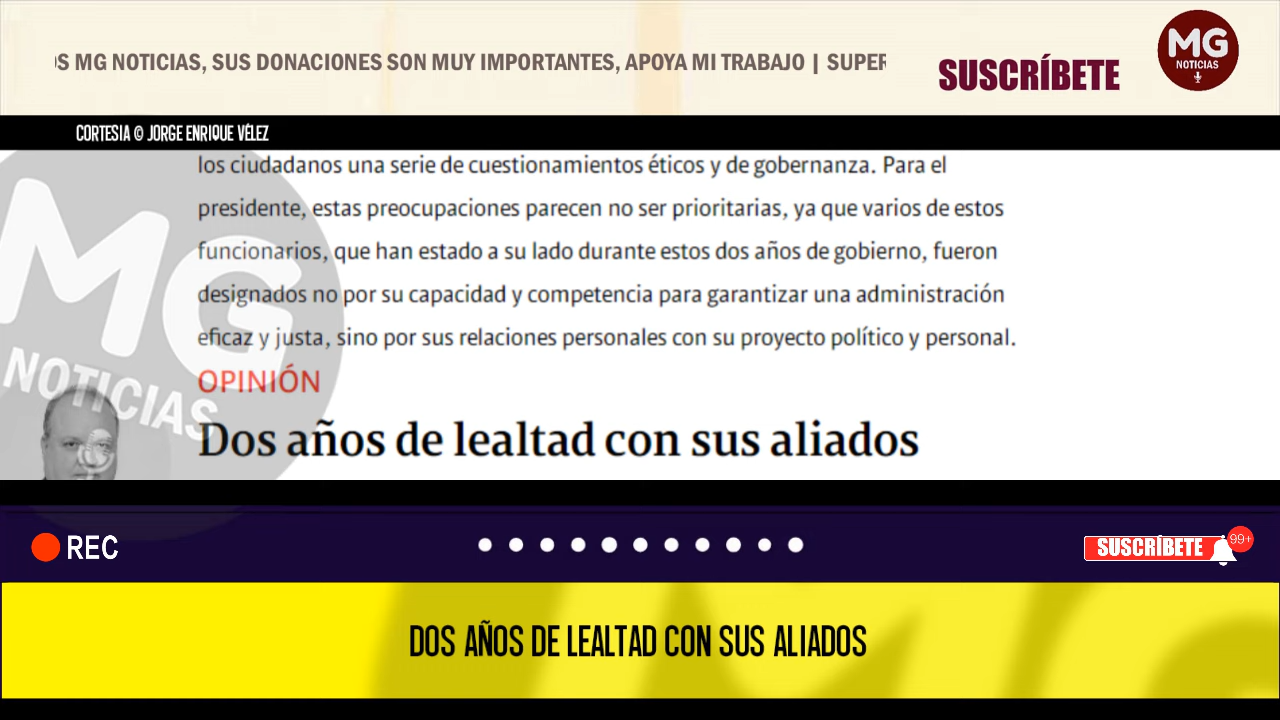 S MG NOTICIAS, SUS DONACIONES SON MUY IMPORTANTES, APOYA MI TRABAJO | SUPER
SUSCRÍBETE
MG
NOTICIAS
CORTESIA © JORGE ENRIQUE VÉLEZ
los ciudadanos una serie de cuestionamientos éticos y de gobernanza. Para el
presidente, estas preocupaciones parecen no ser prioritarias, ya que varios de estos
funcionarios, que han estado a su lado durante estos dos años de gobierno, fueron
designados no por su capacidad y competencia para garantizar una administración
eficaz y justa, sino por sus relaciones personales con su proyecto político y personal.
MG
NOTICIAS
OPINIÓN
Dos años de lealtad con sus aliados
REC
SUSCRÍBETE
99+
DOS AÑOS DE LEALTAD CON SUS ALIADOS